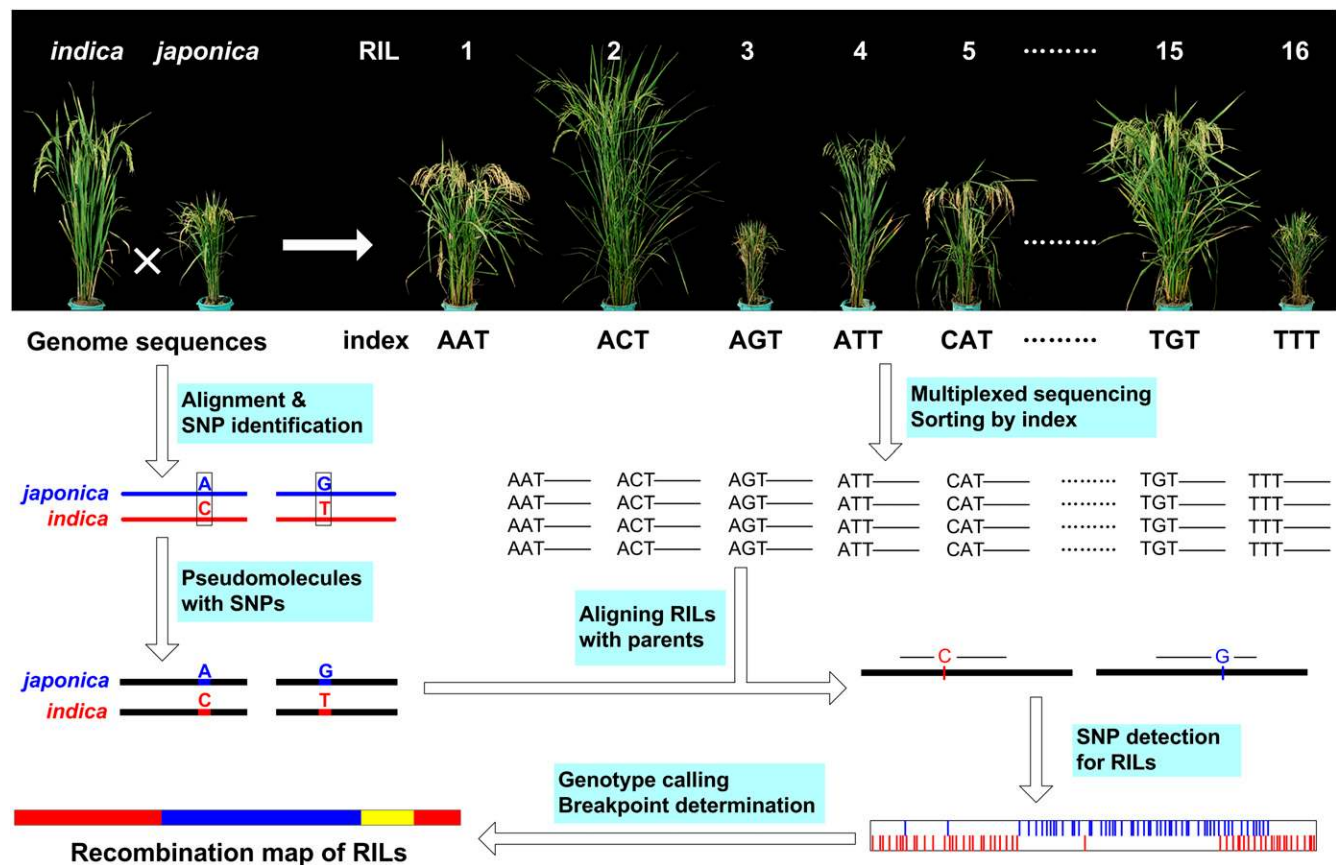 indica japonica RIL 1 2 3 4 5 ……… 15 16
Genome sequences index AAT ACT AGT ATT CAT ……… TGT TTT
Alignment &
SNP identification
Multiplexed sequencing
Sorting by index
japonica A G
indica C T
AAT ACT AGT ATT CAT ……… TGT TTT
AAT ACT AGT ATT CAT ……… TGT TTT
AAT ACT AGT ATT CAT ……… TGT TTT
AAT ACT AGT ATT CAT ……… TGT TTT
Pseudomolecules
with SNPs
Aligning RILs
with parents
japonica A G
indica C T
C G
SNP detection
for RILs
Genotype calling
Breakpoint determination
Recombination map of RILs